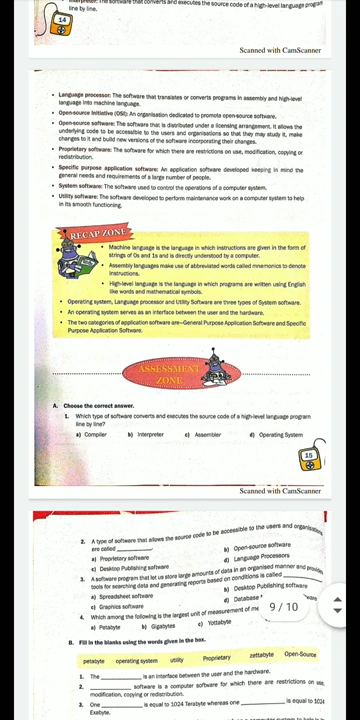 Interpreter: The software that converts and executes the source code of a high-level language program
line by line.
14
Scanned with CamScanner
• Language processor: The software that translates or converts programs in assembly and high-level
language into machine language.
• Open-source Initiative (OSI): An organisation dedicated to promote open-source software.
• Open-source software: The software that is distributed under a licensing arrangement. It allows the
underlying code to be accessible to the users and organisations so that they may study it, make
changes to it and build new versions of the software incorporating their changes.
• Proprietary software: The software for which there are restrictions on use, modification, copying or
redistribution.
• Specific purpose application software: An application software developed keeping in mind the
general needs and requirements of a large number of people.
• System software: The software used to control the operations of a computer system.
• Utility software: The software developed to perform maintenance work on a computer system to help
in its smooth functioning.
RECAP ZONE
• Machine language is the language in which instructions are given in the form of
strings of 0s and 1s and is directly understood by a computer.
• Assembly languages make use of abbreviated words called mnemonics to denote
instructions.
• High-level language is the language in which programs are written using English
like words and mathematical symbols.
• Operating system, Language processor and Utility Software are three types of System software.
• An operating system serves as an interface between the user and the hardware.
• The two categories of application software are—General Purpose Application Software and Specific
Purpose Application Software.
ASSESSMENT
ZONE
A. Choose the correct answer.
1. Which type of software converts and executes the source code of a high-level language program
line by line?
a) Compiler b) Interpreter c) Assembler d) Operating System
15
Scanned with CamScanner
2. A type of software that allows the source code to be accessible to the users and organisations
are called ____________.
a) Proprietary software b) Open-source software
c) Desktop Publishing software d) Language Processors
3. A software program that let us store large amounts of data in an organised manner and provides
tools for searching data and generating reports based on conditions is called ____________
a) Spreadsheet software b) Desktop Publishing software
c) Graphics software d) Database
4. Which among the following is the largest unit of measurement of
a) Petabyte b) Gigabytes c) Yottabyte
9 / 10
B. Fill in the blanks using the words given in the box.
petabyte operating system utility Proprietary zettabyte Open-Source
1. The ____________ is an interface between the user and the hardware.
2. ____________ software is a computer software for which there are restrictions on use,
modification, copying or redistribution.
3. One ____________ is equal to 1024 Terabyte whereas one ____________ is equal to 1024
Exabyte.